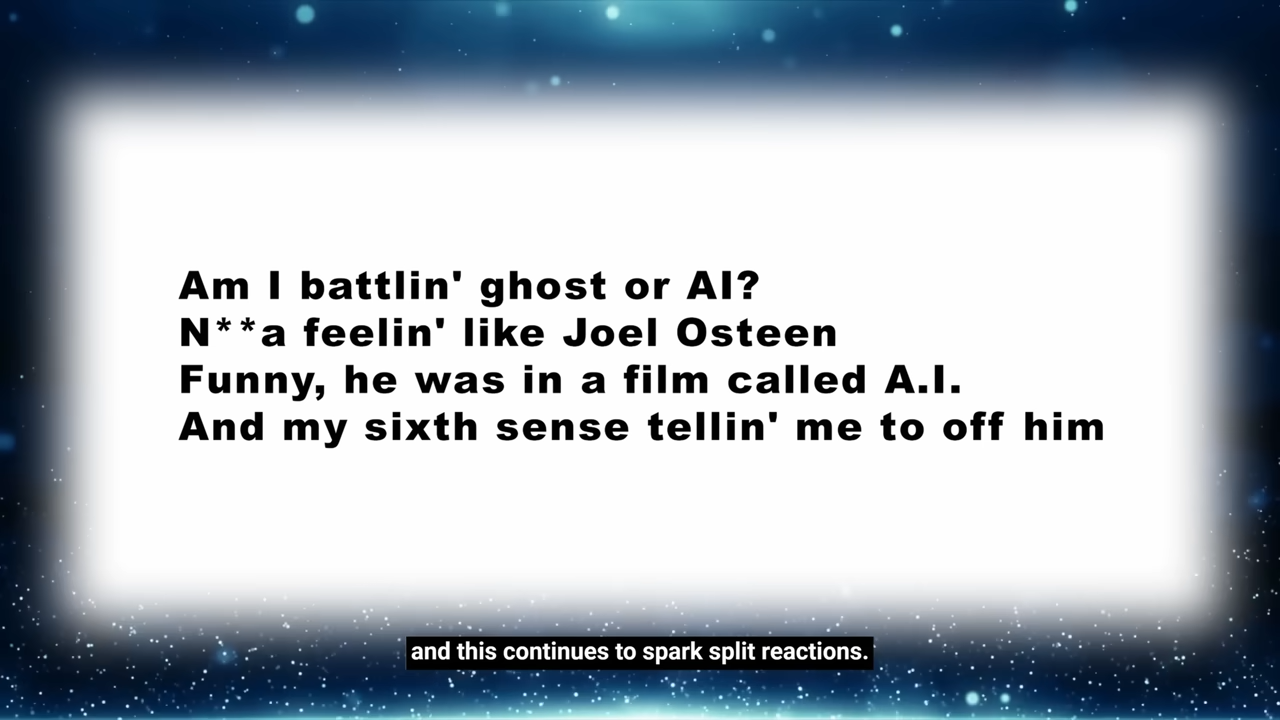 Am I battlin' ghost or AI?
N**a feelin' like Joel Osteen
Funny, he was in a film called A.I.
And my sixth sense tellin' me to off him
and this continues to spark split reactions.